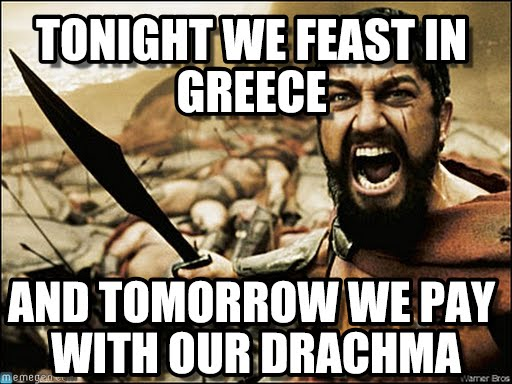 TONIGHT WE FEAST IN
GREECE
AND TOMORROW WE PAY
WITH OUR DRACHMA
Warner Bros